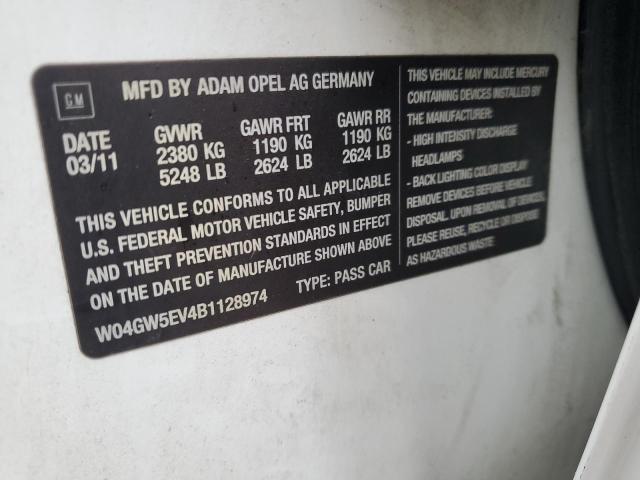 GM
MFD BY ADAM OPEL AG GERMANY
DATE GVWR GAWR FRT GAWR RR
03/11 2380 KG 1190 KG 1190 KG
5248 LB 2624 LB 2624 LB
THIS VEHICLE CONFORMS TO ALL APPLICABLE
U.S. FEDERAL MOTOR VEHICLE SAFETY, BUMPER
AND THEFT PREVENTION STANDARDS IN EFFECT
ON THE DATE OF MANUFACTURE SHOWN ABOVE
W04GW5EV4B1128974 TYPE: PASS CAR
THIS VEHICLE MAY INCLUDE MERCURY
CONTAINING DEVICES INSTALLED BY
THE MANUFACTURER:
- HIGH INTENSITY DISCHARGE
HEADLAMPS
- BACK LIGHTING COLOR DISPLAY
REMOVE DEVICES BEFORE VEHICLE
DISPOSAL. UPON REMOVAL OF DEVICES,
PLEASE REUSE, RECYCLE OR DISPOSE
AS HAZARDOUS WASTE